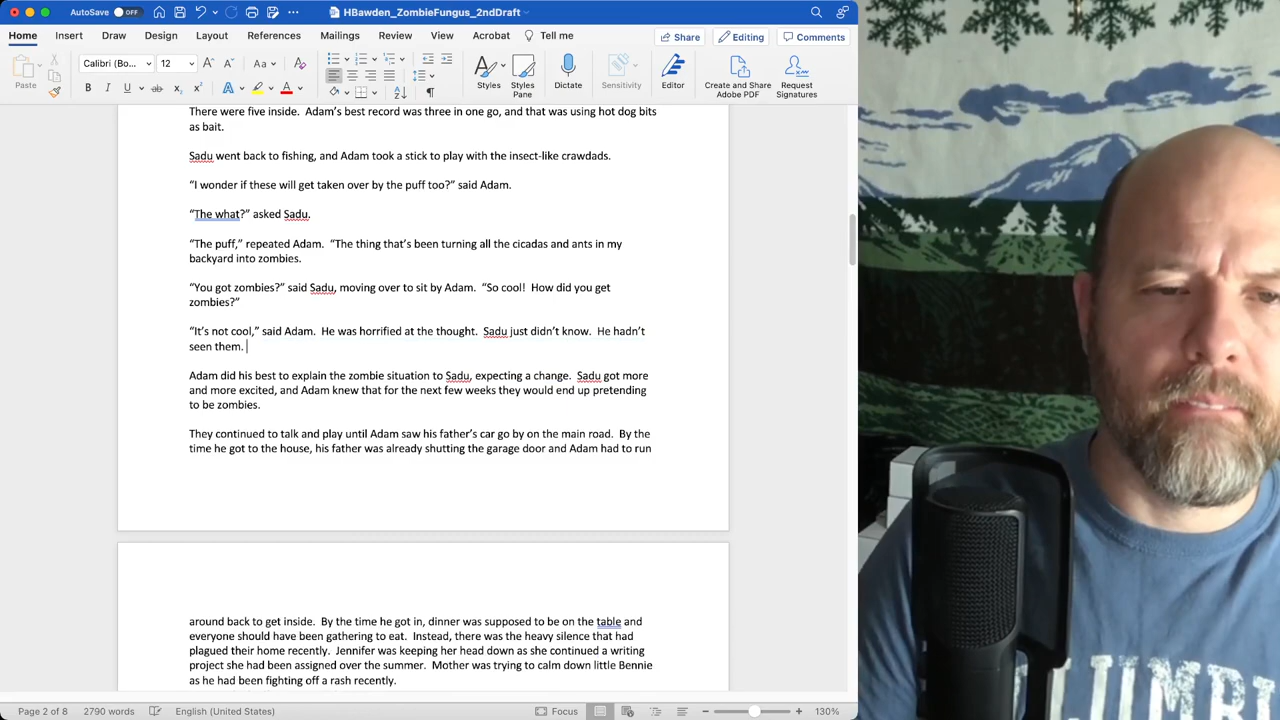 AutoSave OFF HBawden_ZombieFungus_2ndDraft
Home Insert Draw Design Layout References Mailings Review View Acrobat Tell me Share Editing Comments
Paste Calibri (Bo... 12 Styles Styles Pane Dictate Sensitivity Editor Create and Share Adobe PDF Request Signatures
There were five inside.  Adam's best record was three in one go, and that was using hot dog bits
as bait.
Sadu went back to fishing, and Adam took a stick to play with the insect-like crawdads.
“I wonder if these will get taken over by the puff too?” said Adam.
“The what?” asked Sadu.
“The puff,” repeated Adam.  “The thing that’s been turning all the cicadas and ants in my
backyard into zombies.
“You got zombies?” said Sadu, moving over to sit by Adam.  “So cool!  How did you get
zombies?”
“It’s not cool,” said Adam.  He was horrified at the thought.  Sadu just didn’t know.  He hadn’t
seen them.
Adam did his best to explain the zombie situation to Sadu, expecting a change.  Sadu got more
and more excited, and Adam knew that for the next few weeks they would end up pretending
to be zombies.
They continued to talk and play until Adam saw his father’s car go by on the main road.  By the
time he got to the house, his father was already shutting the garage door and Adam had to run
around back to get inside.  By the time he got in, dinner was supposed to be on the table and
everyone should have been gathering to eat.  Instead, there was the heavy silence that had
plagued their home recently.  Jennifer was keeping her head down as she continued a writing
project she had been assigned over the summer.  Mother was trying to calm down little Bennie
as he had been fighting off a rash recently.
Page 2 of 8 2790 words English (United States) Focus 130%